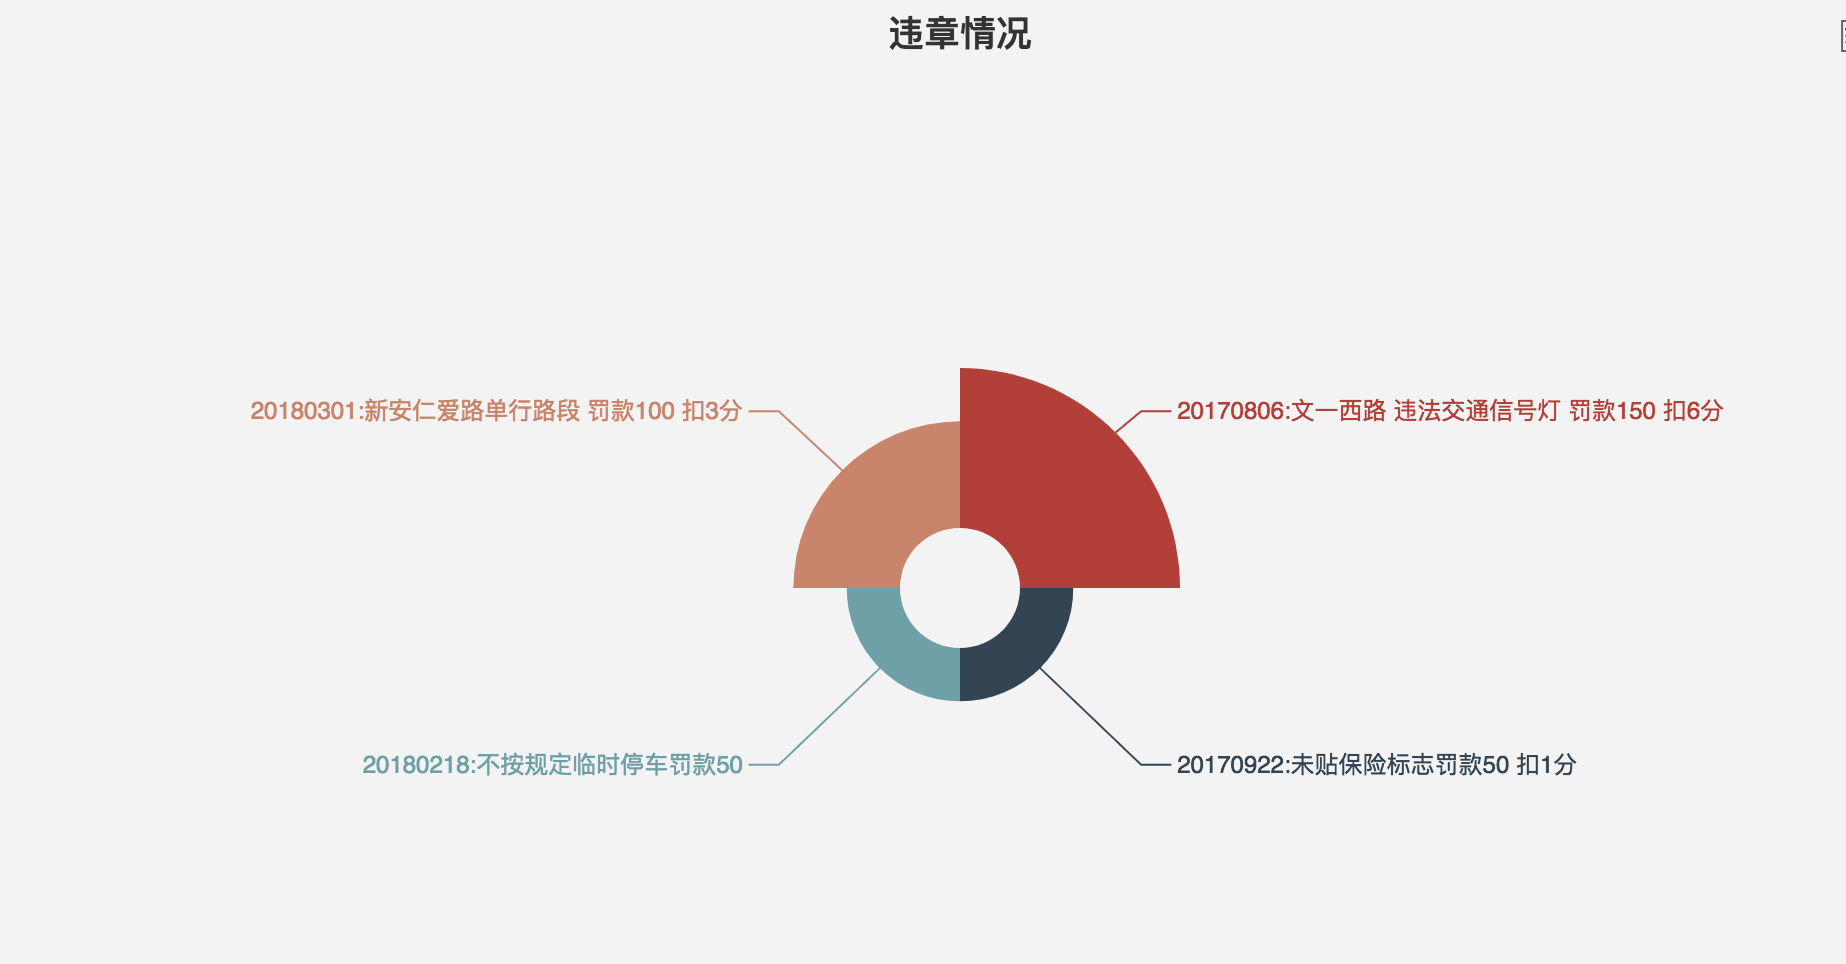 违章情况
20180301:新安仁爱路单行路段 罚款100 扣3分
20170806:文一西路 违法交通信号灯 罚款150 扣6分
20180218:不按规定临时停车罚款50
20170922:未贴保险标志罚款50 扣1分